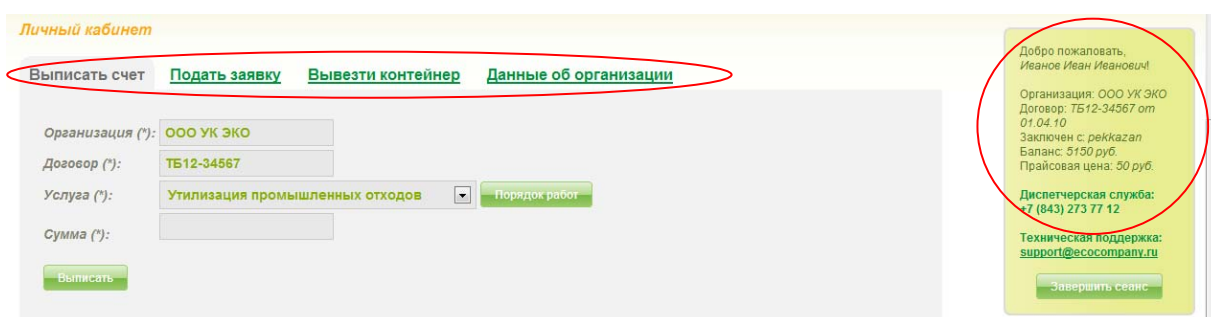 Личный кабинет
Выписать счет Подать заявку Вывезти контейнер Данные об организации
Организация (*): ООО УК ЭКО
Договор (*): ТБ12-34567
Услуга (*): Утилизация промышленных отходов Порядок работ
Сумма (*):
Выписать
Добро пожаловать,
Иванов Иван Иванович!
Организация: ООО УК ЭКО
Договор: ТБ12-34567 от
01.04.10
Заключен с: pekkazan
Баланс: 5150 руб.
Прайсовая цена: 50 руб.
Диспетчерская служба:
+7 (843) 273 77 12
Техническая поддержка:
support@ecocompany.ru
Завершить сеанс